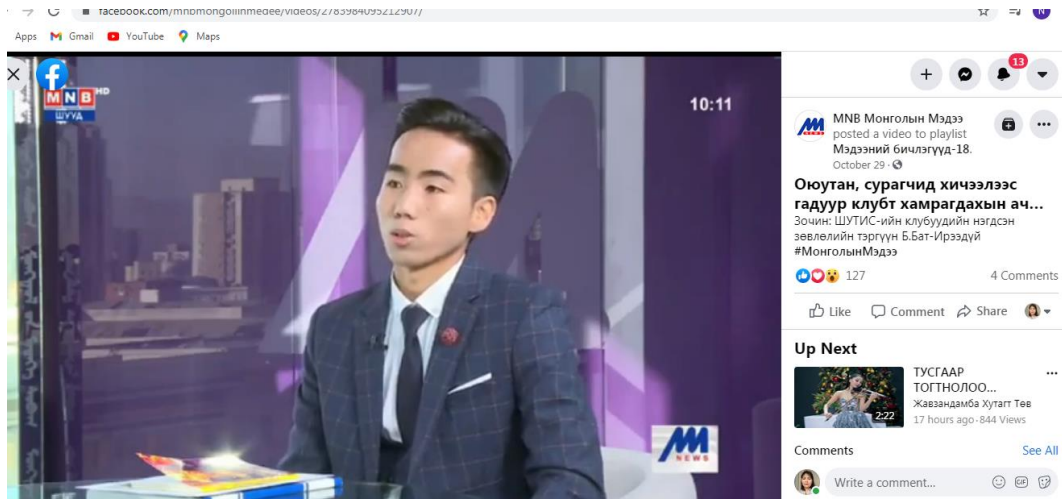 facebook.com/mnbmongoliinmedee/videos/2783984095212907/
N
Apps Gmail YouTube Maps
MNB HD
ШУУД
10:11
NEWS
13
MNB Монголын Мэдээ
posted a video to playlist
Мэдээний бичлэгүүд-18.
October 29 ·
Оюутан, сурагчид хичээлээс
гадуур клубт хамрагдахын ач...
Зочин: ШУТИС-ийн клубуудийн нэгдсэн
зөвлөлийн тэргүүн Б.Бат-Ирээдүй
#МонголынМэдээ
127 4 Comments
Like Comment Share
Up Next
ТУСГААР
ТОГТНОЛОО...
Жавзандамба Хутагт Төв
17 hours ago · 844 Views
2:22
Comments See All
Write a comment...
GIF